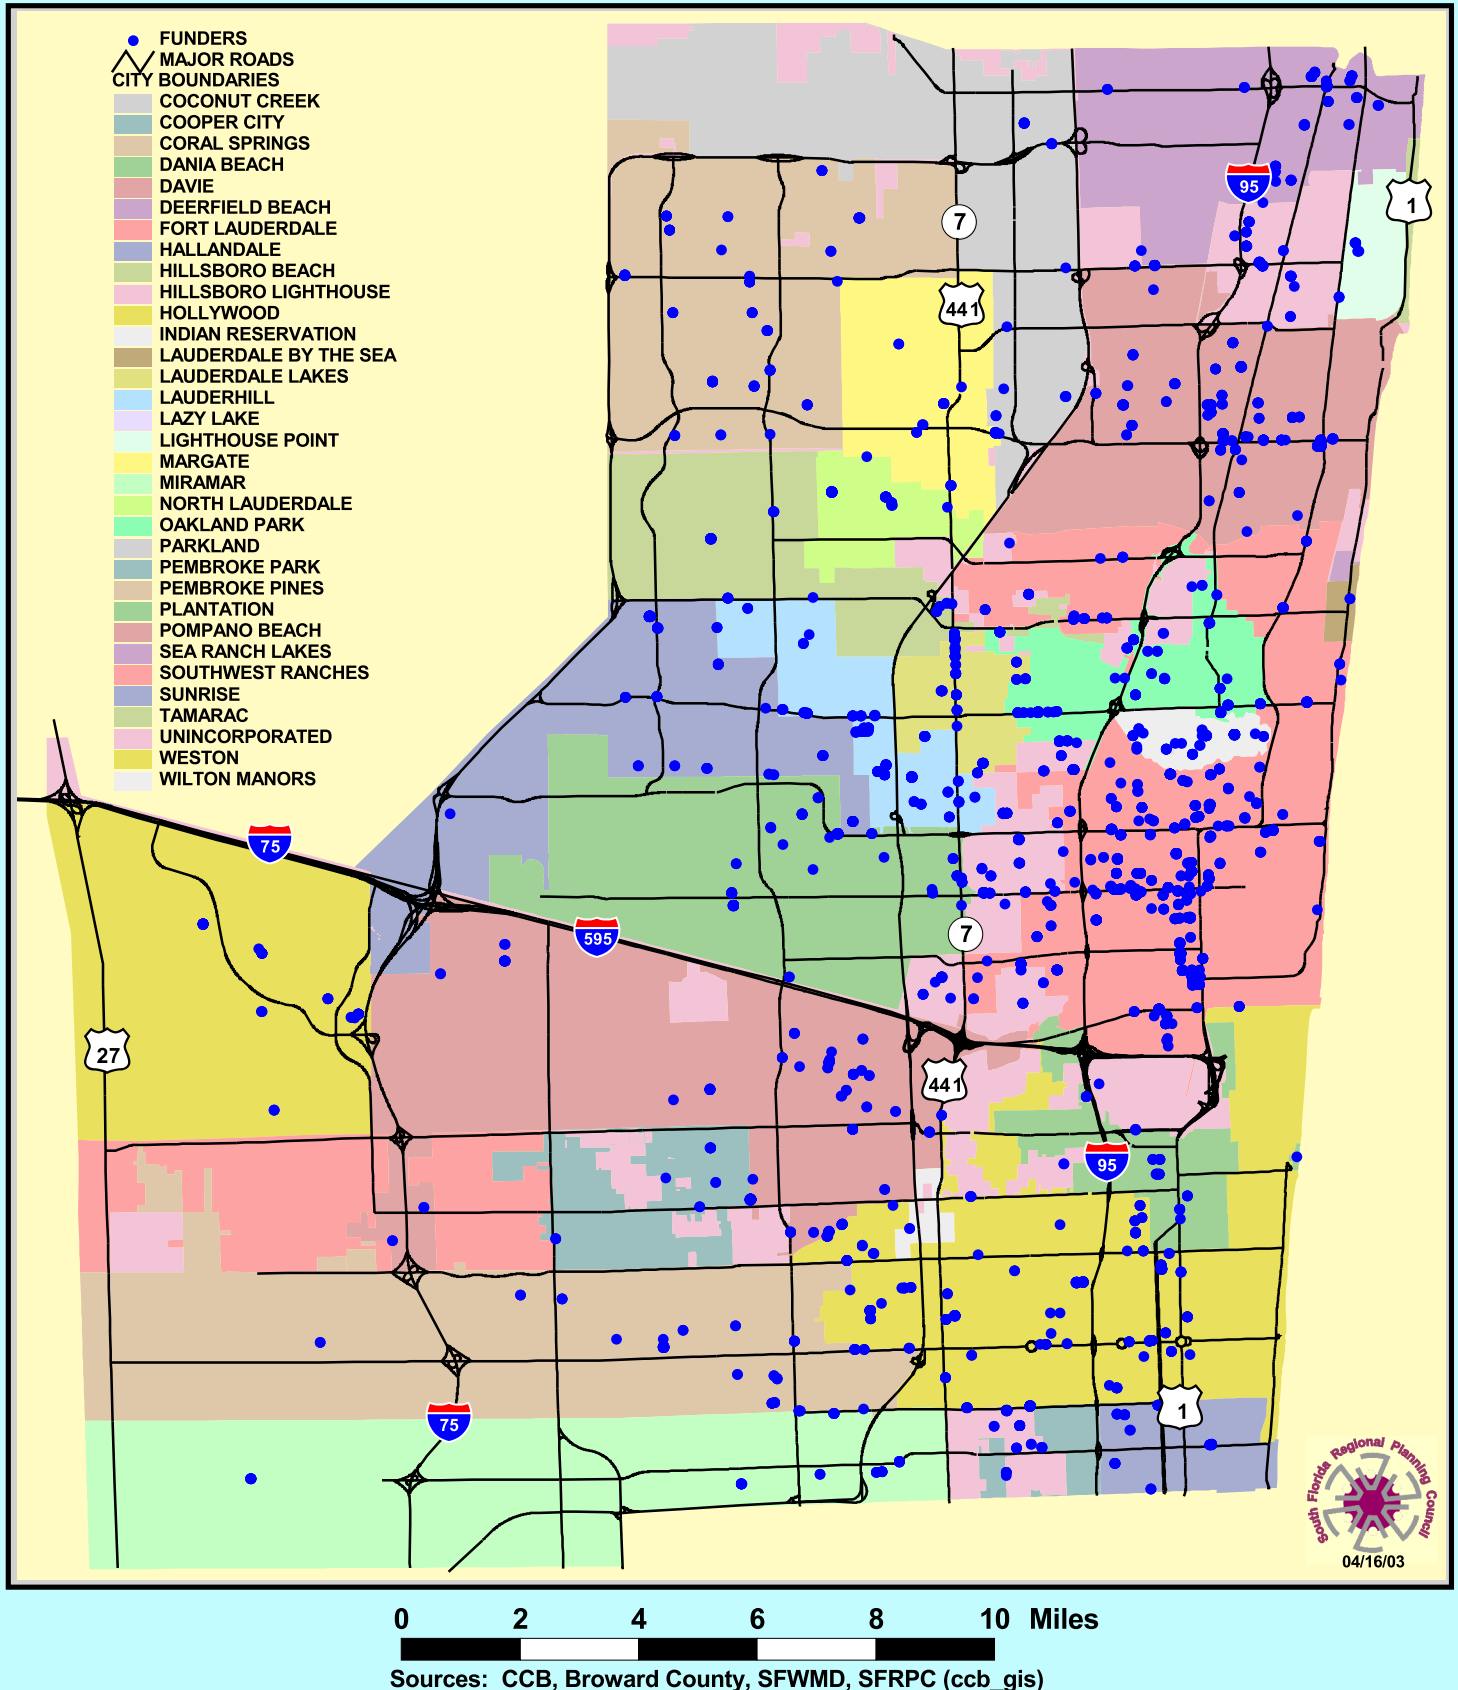 FUNDERS
MAJOR ROADS
CITY BOUNDARIES
COCONUT CREEK
COOPER CITY
CORAL SPRINGS
DANIA BEACH
DAVIE
DEERFIELD BEACH
FORT LAUDERDALE
HALLANDALE
HILLSBORO BEACH
HILLSBORO LIGHTHOUSE
HOLLYWOOD
INDIAN RESERVATION
LAUDERDALE BY THE SEA
LAUDERDALE LAKES
LAUDERHILL
LAZY LAKE
LIGHTHOUSE POINT
MARGATE
MIRAMAR
NORTH LAUDERDALE
OAKLAND PARK
PARKLAND
PEMBROKE PARK
PEMBROKE PINES
PLANTATION
POMPANO BEACH
SEA RANCH LAKES
SOUTHWEST RANCHES
SUNRISE
TAMARAC
UNINCORPORATED
WESTON
WILTON MANORS
95
1
7
441
75
595
7
27
441
95
75
1
South Florida Regional Planning Council
04/16/03
0 2 4 6 8 10 Miles
Sources: CCB, Broward County, SFWMD, SFRPC (ccb_gis)